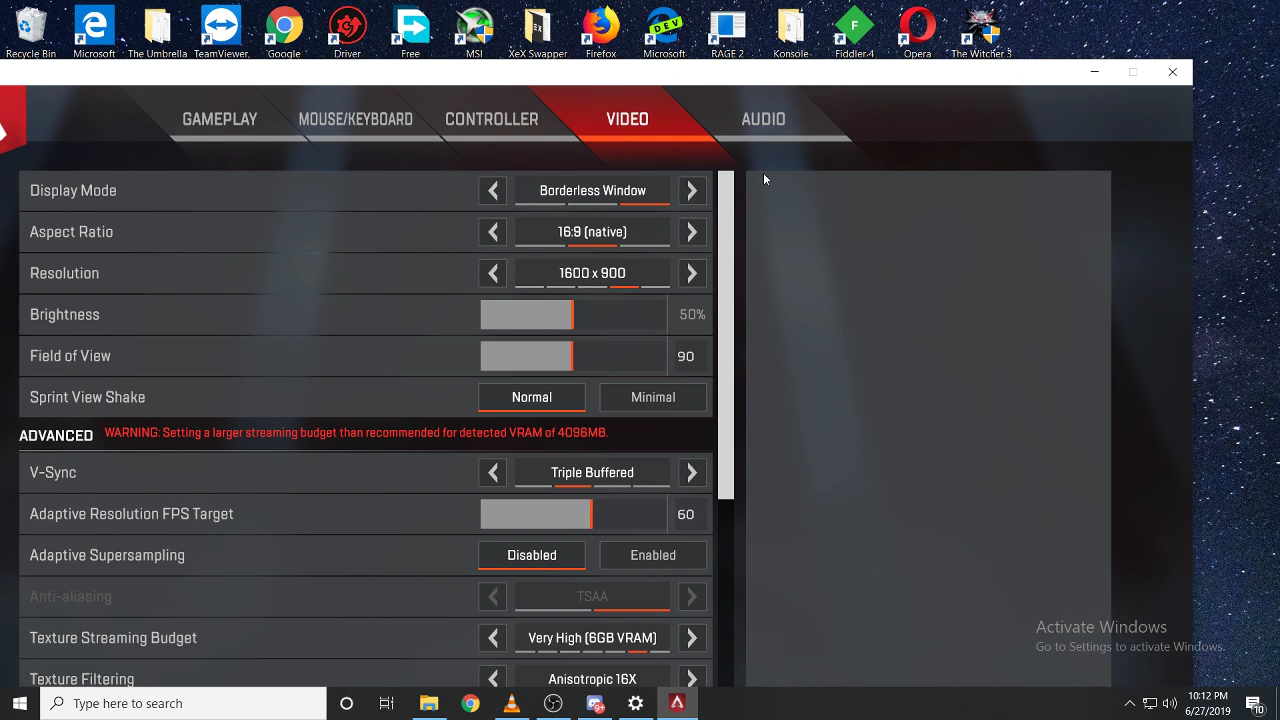 Recycle Bin
Microsoft
The Umbrella
TeamViewer
Google
Driver
Free
MSI
XeX Swapper
Firefox
Microsoft
RAGE 2
Konsole
Fiddler 4
Opera
The Witcher 3
DEV
EXE
F
GAMEPLAY MOUSE/KEYBOARD CONTROLLER VIDEO AUDIO
Display Mode Borderless Window
Aspect Ratio 16:9 (native)
Resolution 1600 x 900
Brightness 50%
Field of View 90
Sprint View Shake Normal Minimal
ADVANCED WARNING: Setting a larger streaming budget than recommended for detected VRAM of 4096MB.
V-Sync Triple Buffered
Adaptive Resolution FPS Target 60
Adaptive Supersampling Disabled Enabled
Anti-aliasing TSAA
Texture Streaming Budget Very High (6GB VRAM)
Texture Filtering Anisotropic 16X
Activate Windows
Go to Settings to activate Windows.
Type here to search
9+
10:12 PM
6/27/2019
10